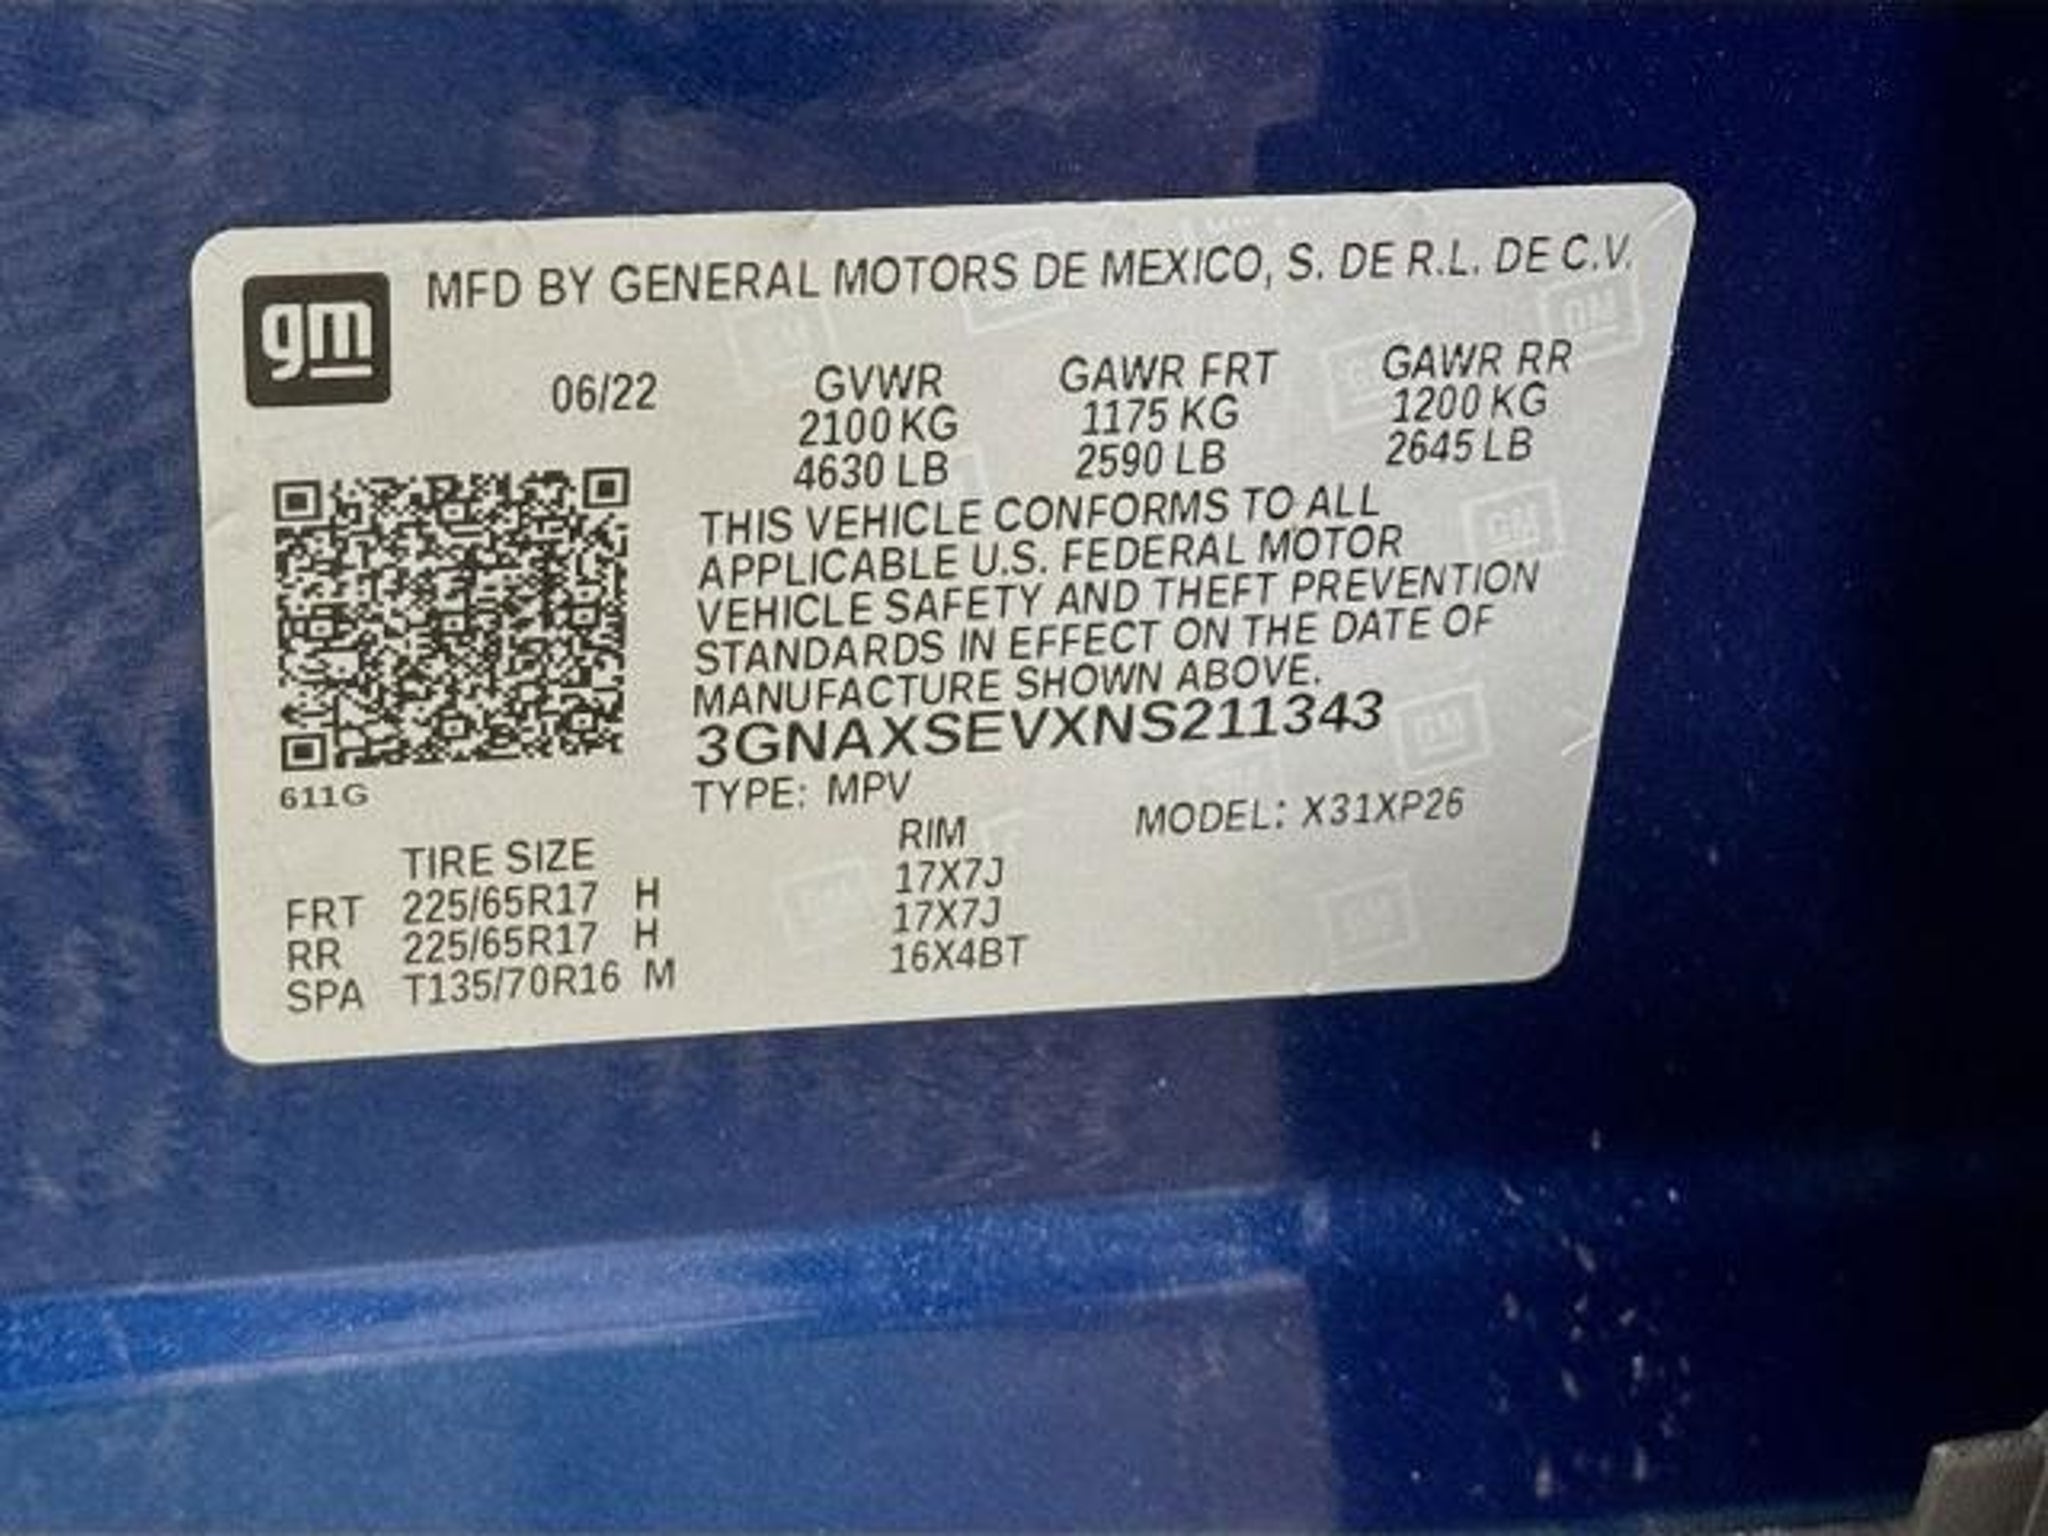 gm
MFD BY GENERAL MOTORS DE MEXICO, S. DE R.L. DE C.V.
06/22 GVWR GAWR FRT GAWR RR
2100 KG 1175 KG 1200 KG
4630 LB 2590 LB 2645 LB
THIS VEHICLE CONFORMS TO ALL
APPLICABLE U.S. FEDERAL MOTOR
VEHICLE SAFETY AND THEFT PREVENTION
STANDARDS IN EFFECT ON THE DATE OF
MANUFACTURE SHOWN ABOVE.
3GNAXSEVXNS211343
611G
TYPE: MPV MODEL: X31XP26
TIRE SIZE RIM
FRT 225/65R17 H 17X7J
RR 225/65R17 H 17X7J
SPA T135/70R16 M 16X4BT